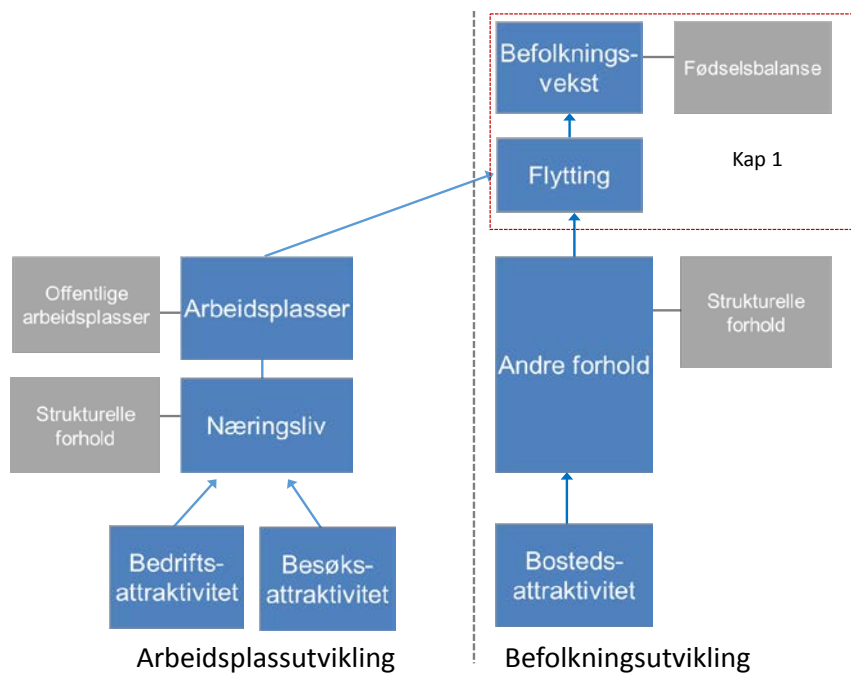 Befolknings-
vekst
Fødselsbalanse
Kap 1
Flytting
Offentlige
arbeidsplasser
Arbeidsplasser
Strukturelle
forhold
Næringsliv
Bedrifts-
attraktivitet
Besøks-
attraktivitet
Arbeidsplassutvikling
Andre forhold
Strukturelle
forhold
Bosteds-
attraktivitet
Befolkningsutvikling